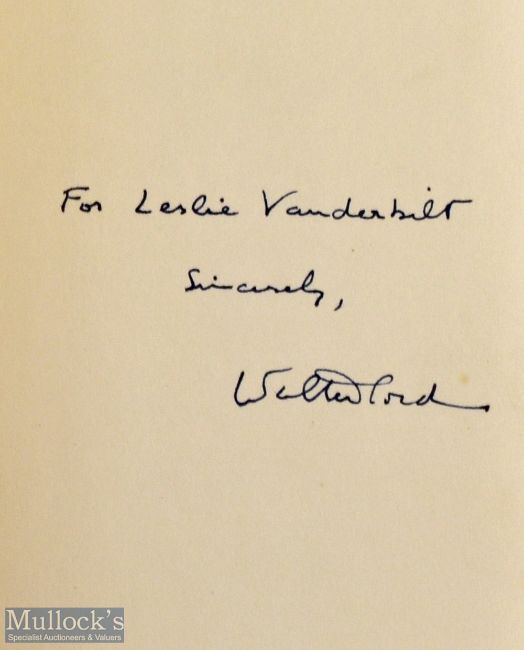 For Leslie Vanderbilt
Sincerely,
Walter Lord
Mullock's
Specialist Auctioneers & Valuers